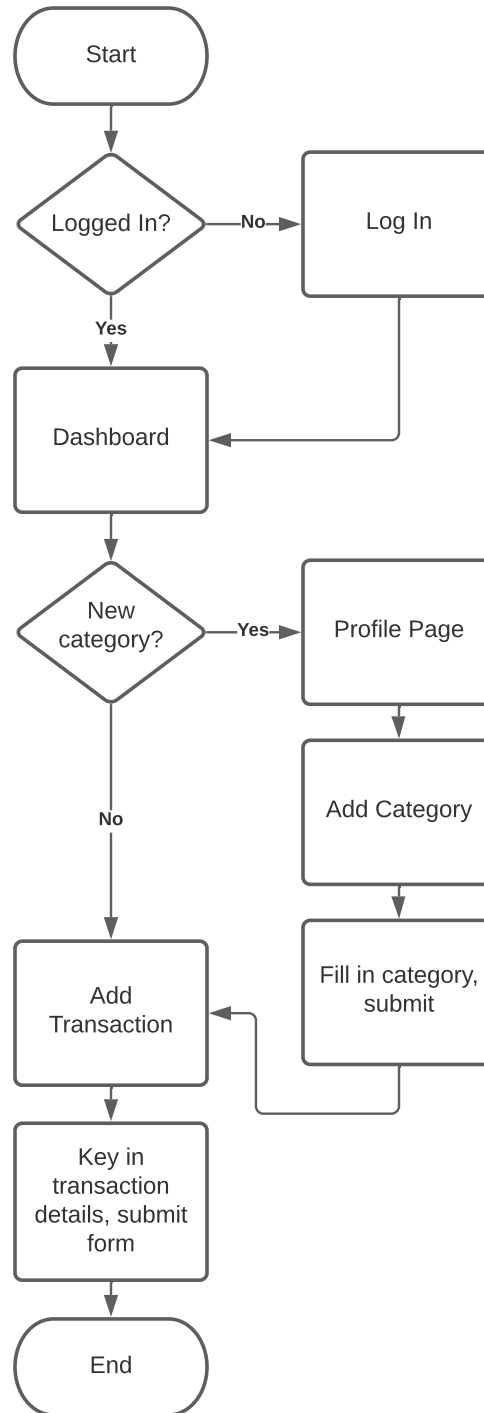 Start
Logged In?
No
Log In
Yes
Dashboard
New
category?
Yes
Profile Page
Add Category
No
Fill in category,
submit
Add
Transaction
Key in
transaction
details, submit
form
End